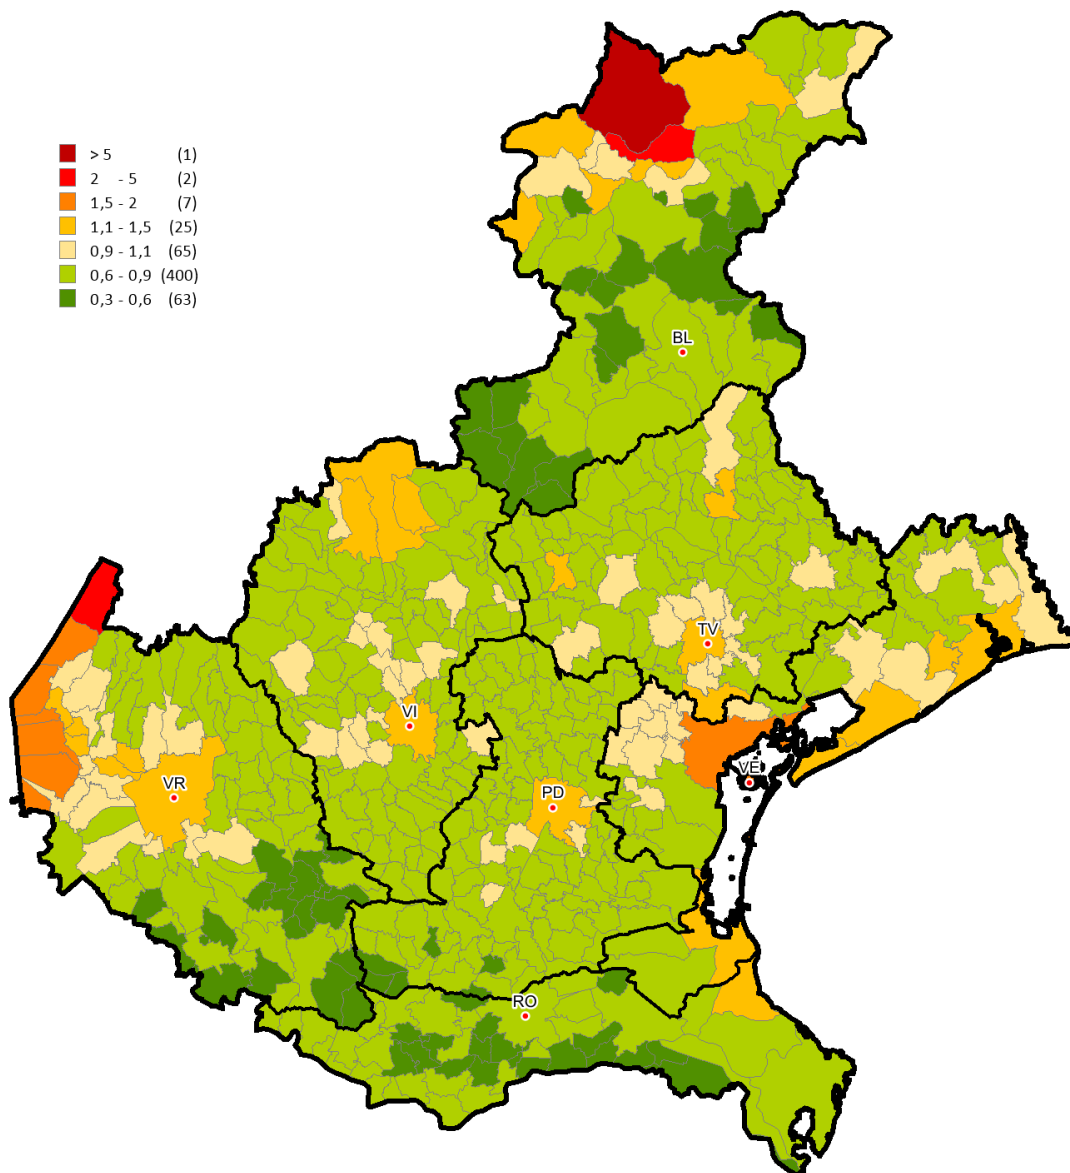 > 5 (1)
2 - 5 (2)
1,5 - 2 (7)
1,1 - 1,5 (25)
0,9 - 1,1 (65)
0,6 - 0,9 (400)
0,3 - 0,6 (63)
BL
TV
VI
VE
VR
PD
RO